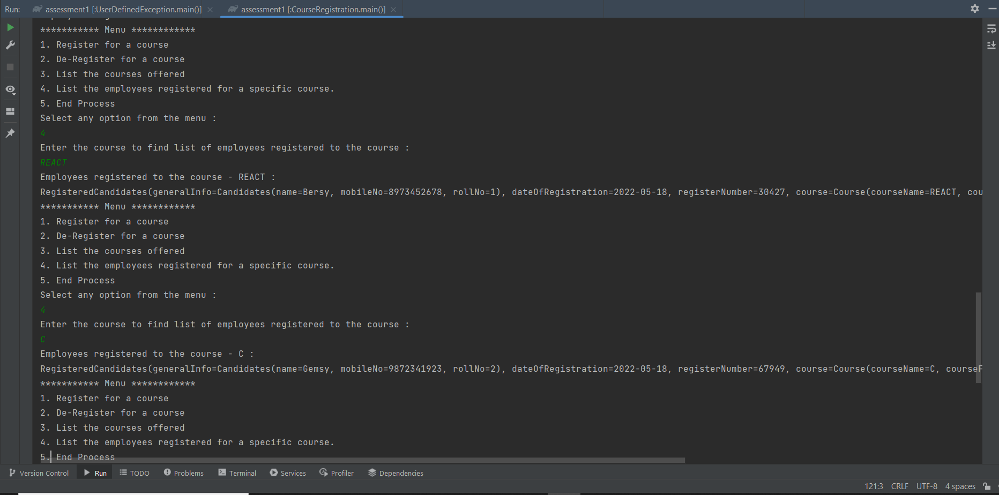 Run: assessment1 [:UserDefinedException.main()] assessment1 [:CourseRegistration.main()]
*********** Menu ************
1. Register for a course
2. De-Register for a course
3. List the courses offered
4. List the employees registered for a specific course.
5. End Process
Select any option from the menu :
4
Enter the course to find list of employees registered to the course :
REACT
Employees registered to the course - REACT :
RegisteredCandidates(generalInfo=Candidates(name=Bersy, mobileNo=8973452678, rollNo=1), dateOfRegistration=2022-05-18, registerNumber=30427, course=Course(courseName=REACT, cou
*********** Menu ************
1. Register for a course
2. De-Register for a course
3. List the courses offered
4. List the employees registered for a specific course.
5. End Process
Select any option from the menu :
4
Enter the course to find list of employees registered to the course :
C
Employees registered to the course - C :
RegisteredCandidates(generalInfo=Candidates(name=Gemsy, mobileNo=9872341923, rollNo=2), dateOfRegistration=2022-05-18, registerNumber=67949, course=Course(courseName=C, courseF
*********** Menu ************
1. Register for a course
2. De-Register for a course
3. List the courses offered
4. List the employees registered for a specific course.
5. End Process
Version Control Run TODO Problems Terminal Services Profiler Dependencies
121:3 CRLF UTF-8 4 spaces